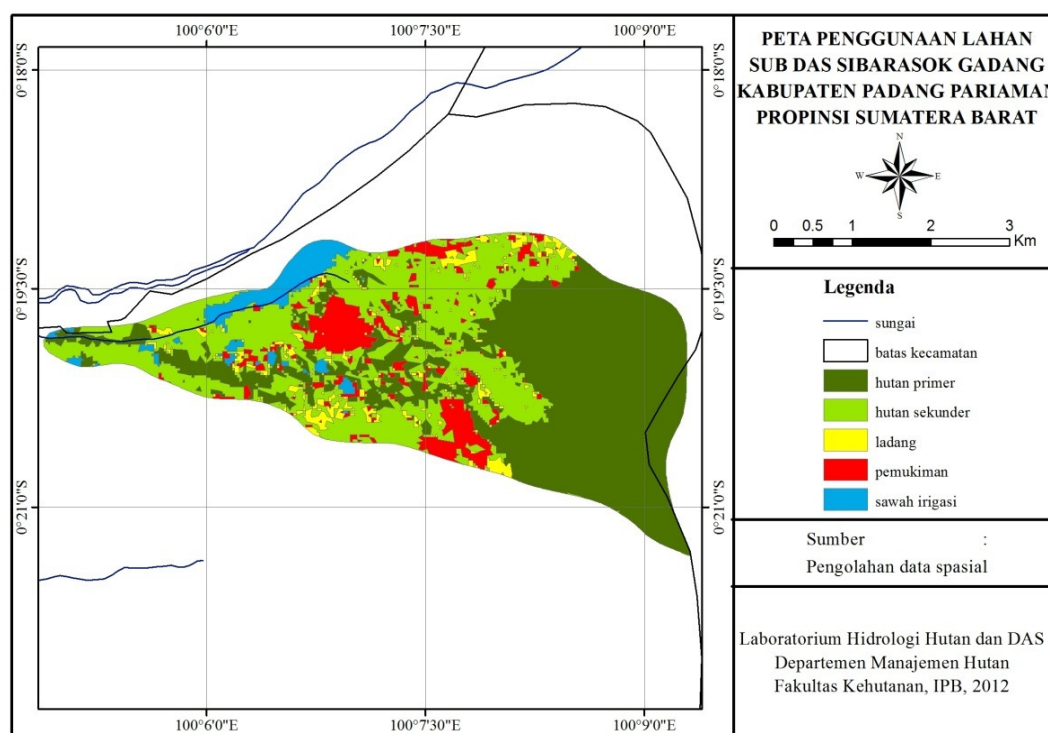 100°6'0"E
100°7'30"E
100°9'0"E
0°18'0"S
0°19'30"S
0°21'0"S
0°18'0"S
0°19'30"S
0°21'0"S
100°6'0"E
100°7'30"E
100°9'0"E
PETA PENGGUNAAN LAHAN
SUB DAS SIBARASOK GADANG
KABUPATEN PADANG PARIAMAN
PROPINSI SUMATERA BARAT
N
W
E
S
0 0.5 1 2 3
Km
Legenda
sungai
batas kecamatan
hutan primer
hutan sekunder
ladang
pemukiman
sawah irigasi
Sumber :
Pengolahan data spasial
Laboratorium Hidrologi Hutan dan DAS
Departemen Manajemen Hutan
Fakultas Kehutanan, IPB, 2012